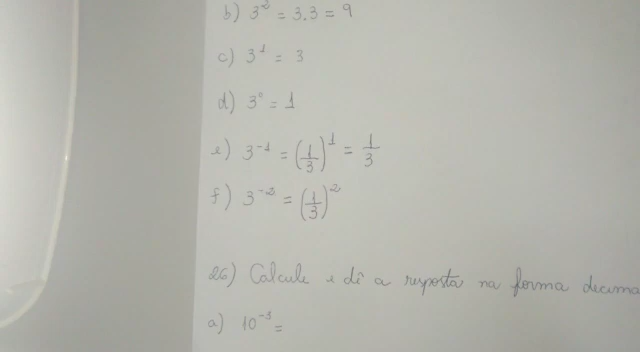 b) 3² = 3.3 = 9
c) 3¹ = 3
d) 3⁰ = 1
e) 3⁻¹ = (1/3)¹ = 1/3
f) 3⁻² = (1/3)²
26) Calcule e dê a resposta na forma decima
a) 10⁻³ =